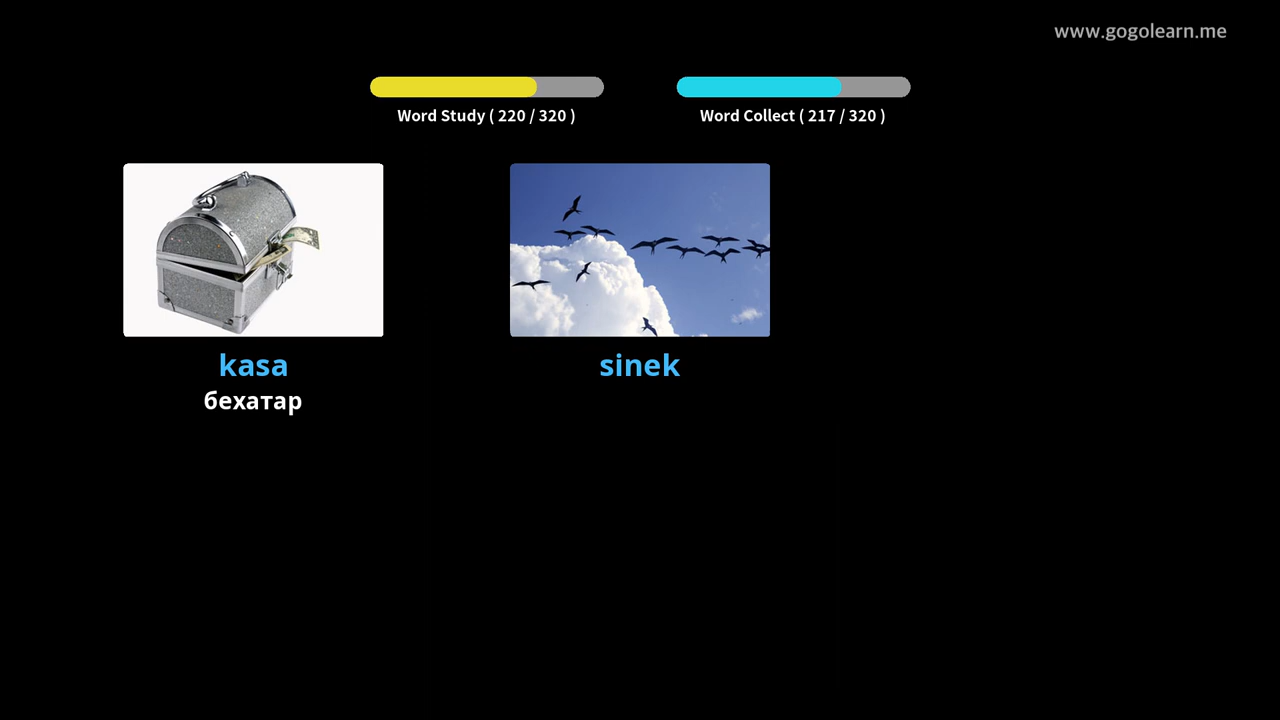 www.gogolearn.me
Word Study ( 220 / 320 )
Word Collect ( 217 / 320 )
kasa
sinek
бехатар